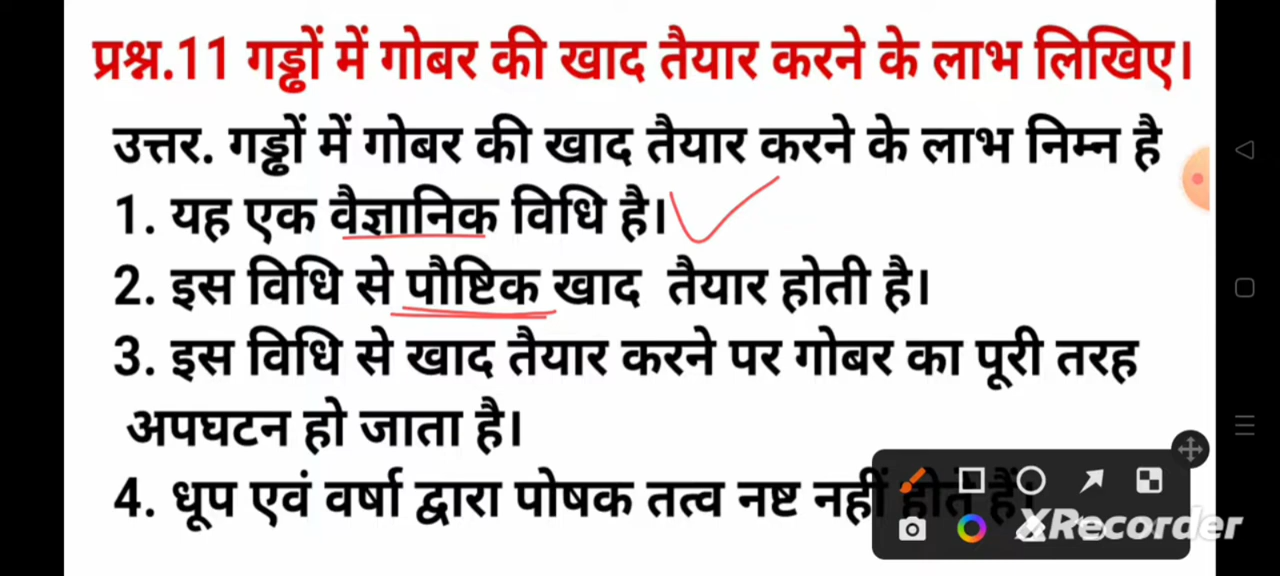 प्रश्न.11 गड्ढों में गोबर की खाद तैयार करने के लाभ लिखिए।
उत्तर. गड्ढों में गोबर की खाद तैयार करने के लाभ निम्न है
1. यह एक वैज्ञानिक विधि है।
2. इस विधि से पौष्टिक खाद तैयार होती है।
3. इस विधि से खाद तैयार करने पर गोबर का पूरी तरह
अपघटन हो जाता है।
4. धूप एवं वर्षा द्वारा पोषक तत्व नष्ट नहीं होते हैं।
XRecorder